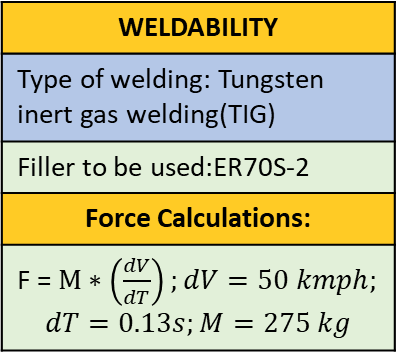 WELDABILITY
Type of welding: Tungsten
inert gas welding(TIG)
Filler to be used:ER70S-2
Force Calculations:
F = M ∗ (dV/dT) ; dV = 50 kmph;
dT = 0.13s; M = 275 kg